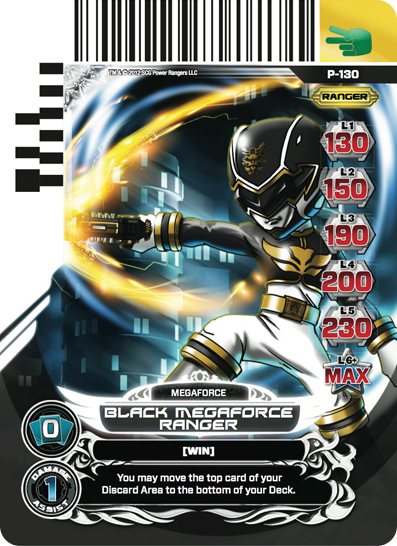 TM & © 2012 SCG Power Rangers LLC
P-130
RANGER
L1
130
L2
150
L3
190
L4
200
L5
230
L6+
MAX
MEGAFORCE
BLACK MEGAFORCE
RANGER
0
[WIN]
DAMAGE
1
ASSIST
You may move the top card of your
Discard Area to the bottom of your Deck.